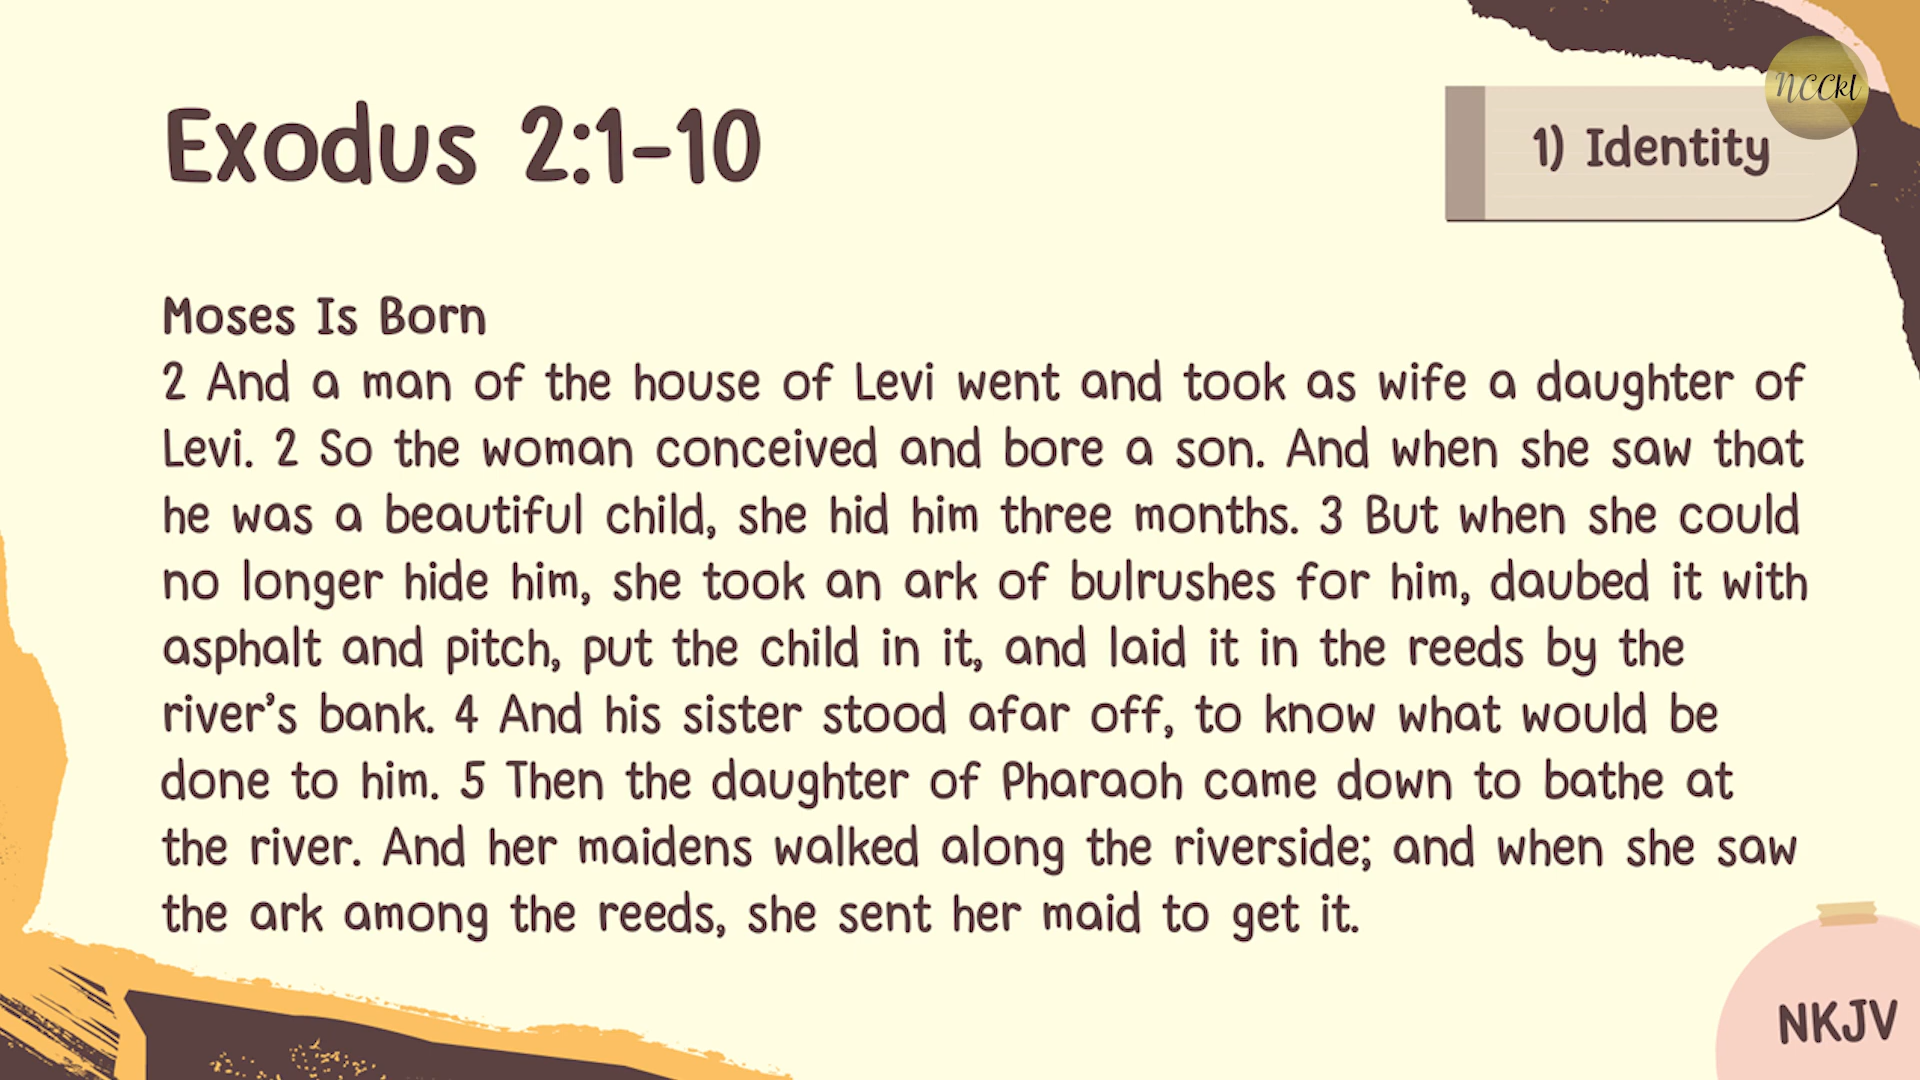 NCCkl
Exodus 2:1-10
1) Identity
Moses Is Born
2 And a man of the house of Levi went and took as wife a daughter of
Levi. 2 So the woman conceived and bore a son. And when she saw that
he was a beautiful child, she hid him three months. 3 But when she could
no longer hide him, she took an ark of bulrushes for him, daubed it with
asphalt and pitch, put the child in it, and laid it in the reeds by the
river’s bank. 4 And his sister stood afar off, to know what would be
done to him. 5 Then the daughter of Pharaoh came down to bathe at
the river. And her maidens walked along the riverside; and when she saw
the ark among the reeds, she sent her maid to get it.
NKJV